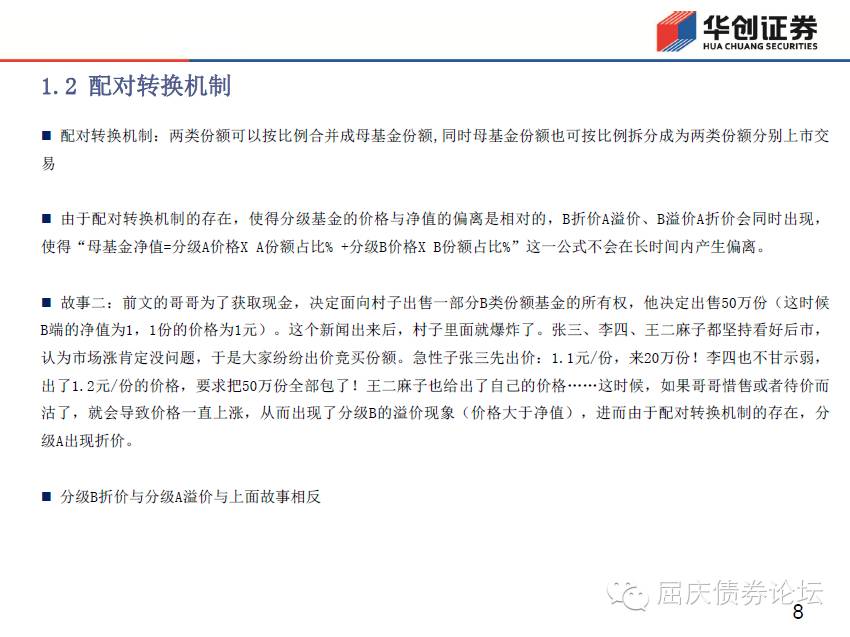 华创证券
HUA CHUANG SECURITIES
1.2 配对转换机制
■ 配对转换机制：两类份额可以按比例合并成母基金份额,同时母基金份额也可按比例拆分成为两类份额分别上市交
易
■ 由于配对转换机制的存在，使得分级基金的价格与净值的偏离是相对的，B折价A溢价、B溢价A折价会同时出现，
使得“母基金净值=分级A价格X A份额占比% +分级B价格X B份额占比%”这一公式不会在长时间内产生偏离。
■ 故事二：前文的哥哥为了获取现金，决定面向村子出售一部分B类份额基金的所有权，他决定出售50万份（这时候
B端的净值为1，1份的价格为1元）。这个新闻出来后，村子里面就爆炸了。张三、李四、王二麻子都坚持看好后市，
认为市场涨肯定没问题，于是大家纷纷出价竞买份额。急性子张三先出价：1.1元/份，来20万份！李四也不甘示弱，
出了1.2元/份的价格，要求把50万份全部包了！王二麻子也给出了自己的价格……这时候，如果哥哥惜售或者待价而
沽了，就会导致价格一直上涨，从而出现了分级B的溢价现象（价格大于净值），进而由于配对转换机制的存在，分
级A出现折价。
■ 分级B折价与分级A溢价与上面故事相反
屈庆债券论坛
8